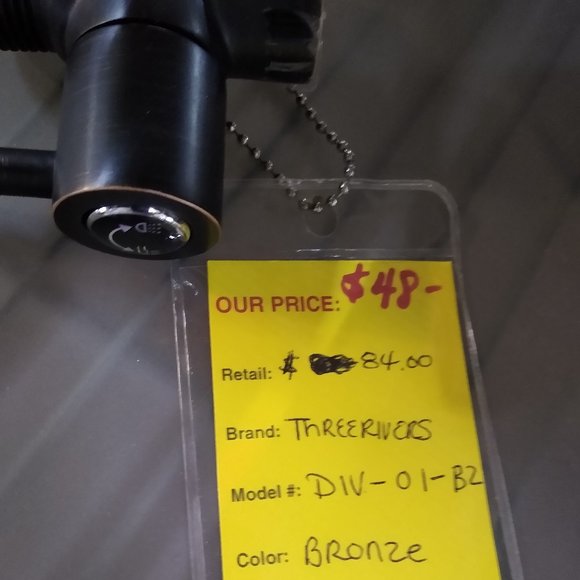 OUR PRICE: $48-
Retail: $ 84.00
Brand: THREERIVERS
Model #: DIV-01-BZ
Color: BRONZE